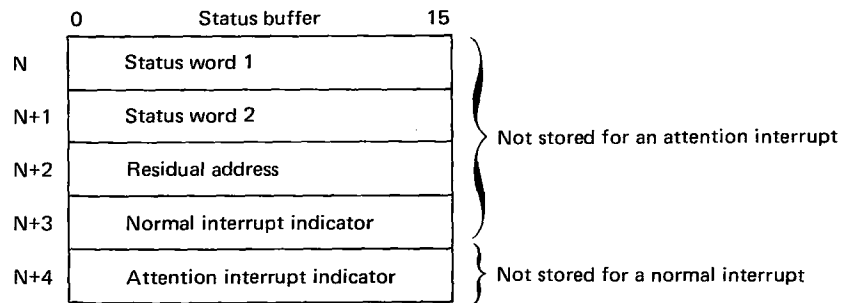 0 Status buffer 15
N Status word 1
N+1 Status word 2
Not stored for an attention interrupt
N+2 Residual address
N+3 Normal interrupt indicator
N+4 Attention interrupt indicator Not stored for a normal interrupt